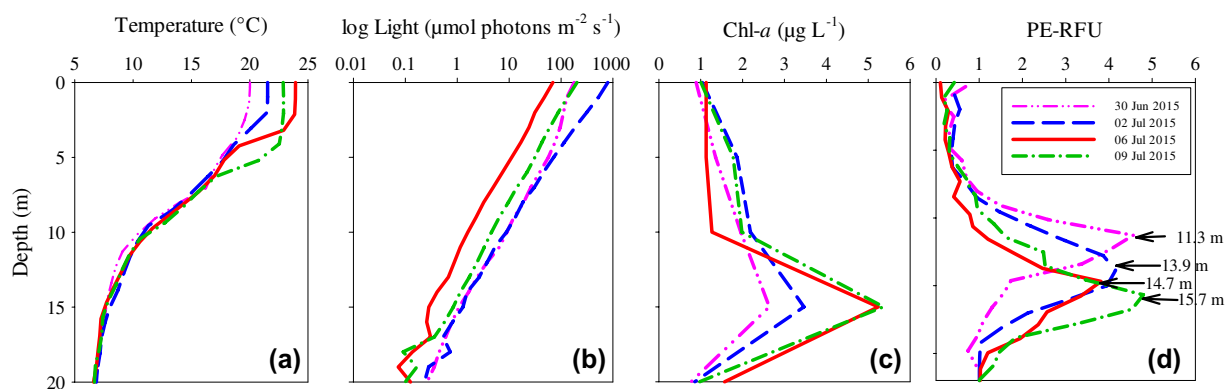 Temperature (°C)
log Light (µmol photons m⁻² s⁻¹)
Chl-a (µg L⁻¹)
PE-RFU
5 10 15 20 25
0.01 0.1 1 10 100 1000
0 1 2 3 4 5 6
0 1 2 3 4 5 6
Depth (m)
0
5
10
15
20
30 Jun 2015
02 Jul 2015
06 Jul 2015
09 Jul 2015
11.3 m
13.9 m
14.7 m
15.7 m
(a)
(b)
(c)
(d)